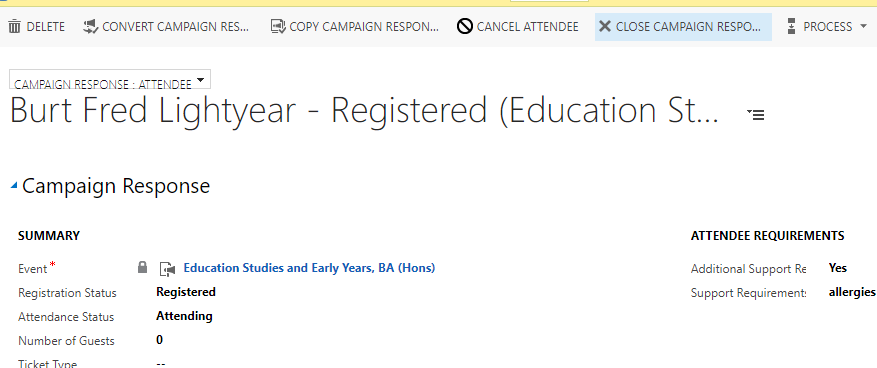 DELETE CONVERT CAMPAIGN RES... COPY CAMPAIGN RESPON... CANCEL ATTENDEE CLOSE CAMPAIGN RESPO... PROCESS
CAMPAIGN RESPONSE : ATTENDEE
Burt Fred Lightyear - Registered (Education St...
Campaign Response
SUMMARY ATTENDEE REQUIREMENTS
Event * Education Studies and Early Years, BA (Hons) Additional Support Re Yes
Registration Status Registered Support Requirements allergies
Attendance Status Attending
Number of Guests 0
Ticket Type --